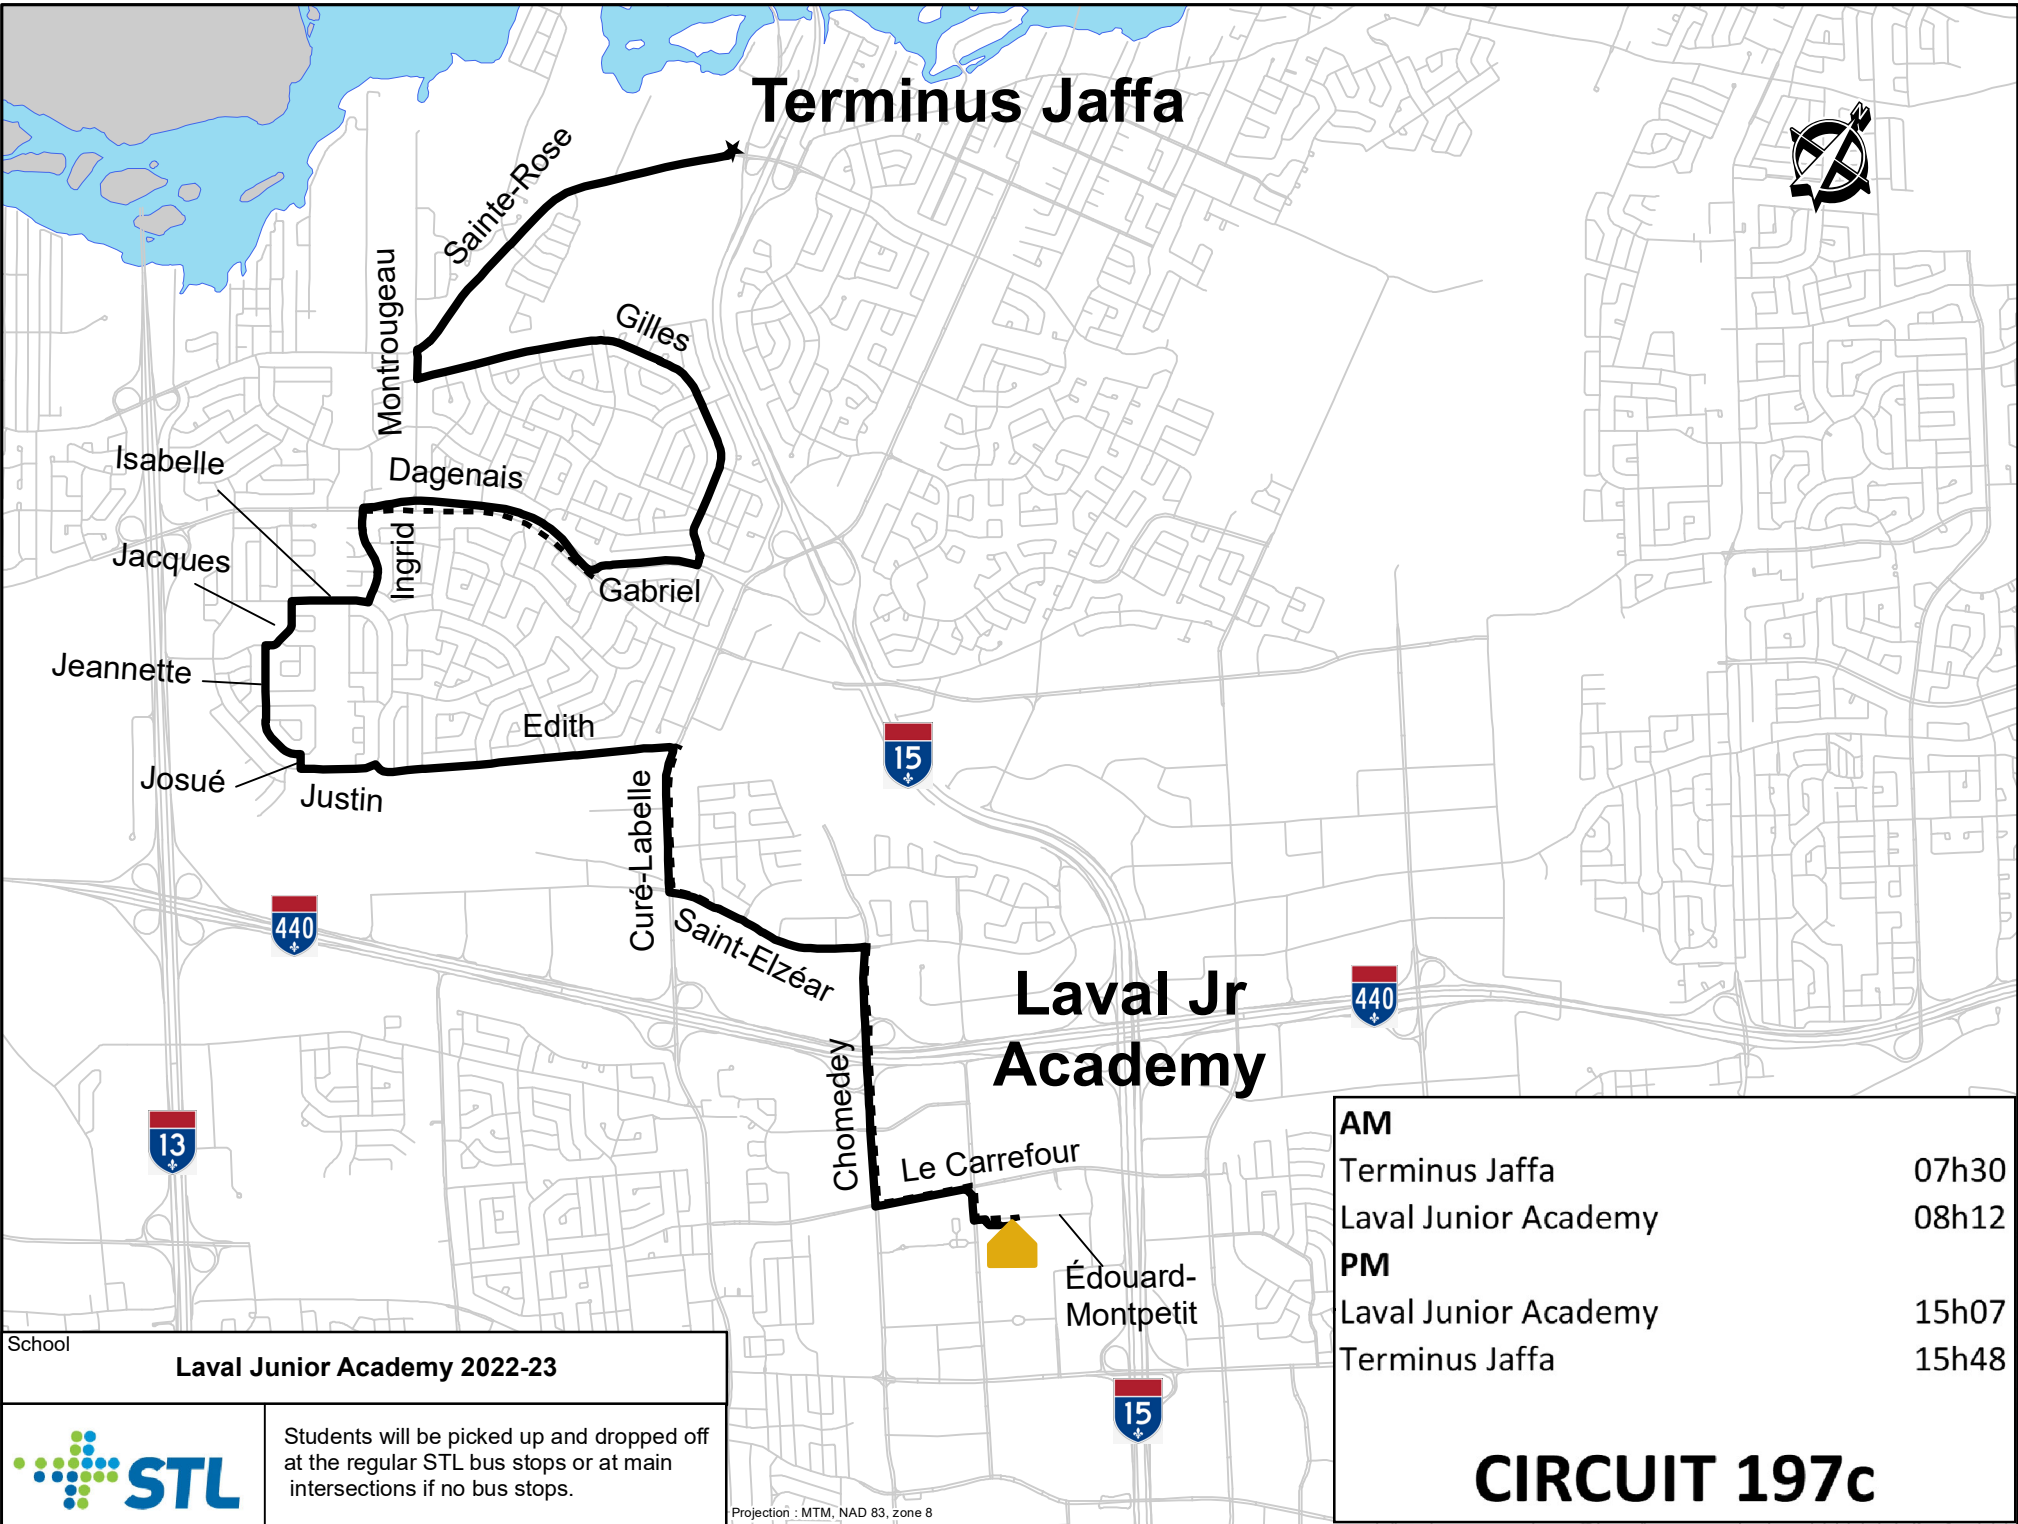 Terminus Jaffa
N
Sainte-Rose
Montrougeau
Gilles
Isabelle
Dagenais
Jacques
Ingrid
Gabriel
Jeannette
Edith
15
Josué
Justin
Curé-Labelle
440
Saint-Elzéar
Laval Jr
Academy
440
Chomedey
13
Le Carrefour
Édouard-
Montpetit
15
AM
Terminus Jaffa 07h30
Laval Junior Academy 08h12
PM
Laval Junior Academy 15h07
Terminus Jaffa 15h48
CIRCUIT 197c
School
Laval Junior Academy 2022-23
STL
Students will be picked up and dropped off
at the regular STL bus stops or at main
intersections if no bus stops.
Projection : MTM, NAD 83, zone 8